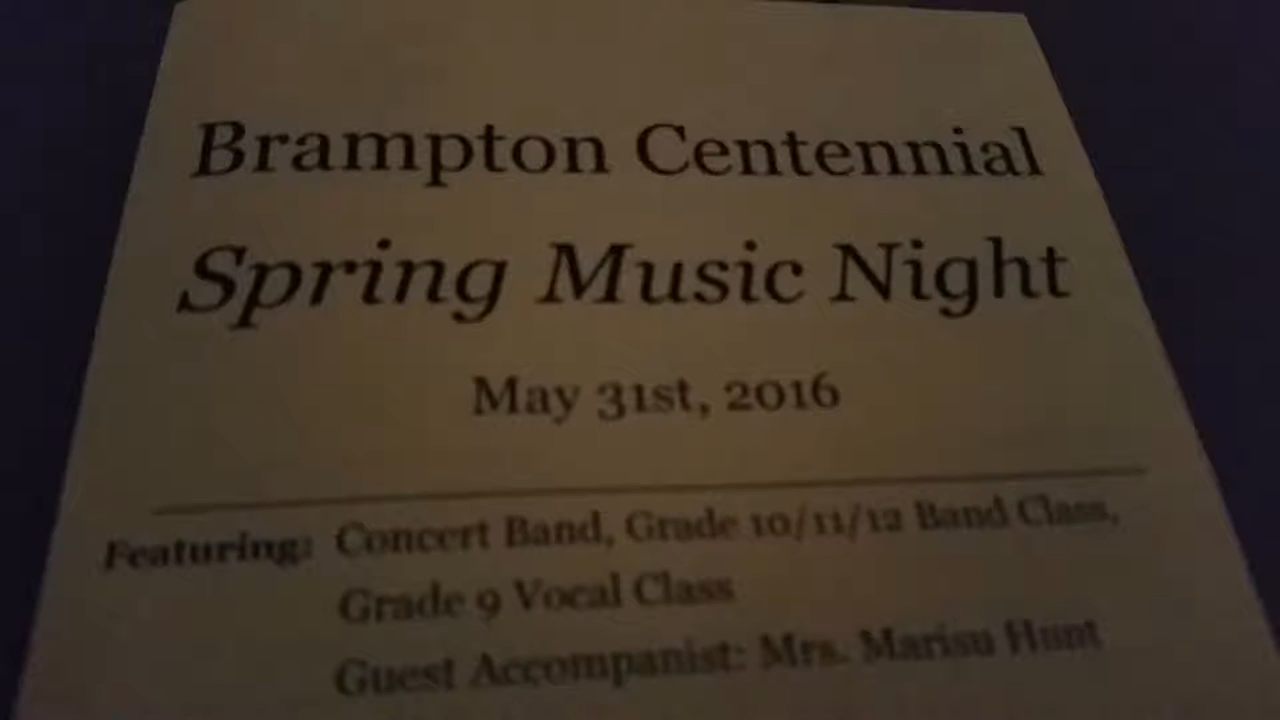 Brampton Centennial
Spring Music Night
May 31st, 2016
Featuring: Concert Band, Grade 10/11/12 Band Class,
Grade 9 Vocal Class
Guest Accompanist: Mrs. Hunt